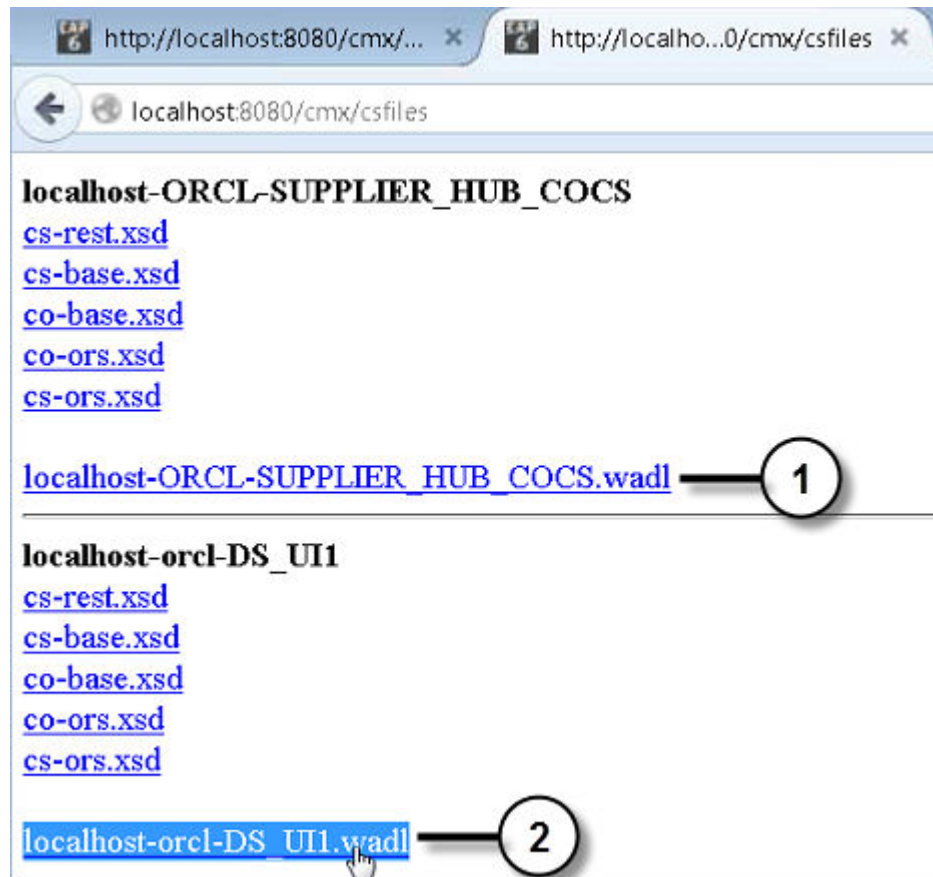 http://localhost:8080/cmx/... × http://localho...0/cmx/csfiles ×
localhost:8080/cmx/csfiles
localhost-ORCL-SUPPLIER_HUB_COCS
cs-rest.xsd
cs-base.xsd
co-base.xsd
co-ors.xsd
cs-ors.xsd
localhost-ORCL-SUPPLIER_HUB_COCS.wadl 1
localhost-orcl-DS_UI1
cs-rest.xsd
cs-base.xsd
co-base.xsd
co-ors.xsd
cs-ors.xsd
localhost-orcl-DS_UI1.wadl 2